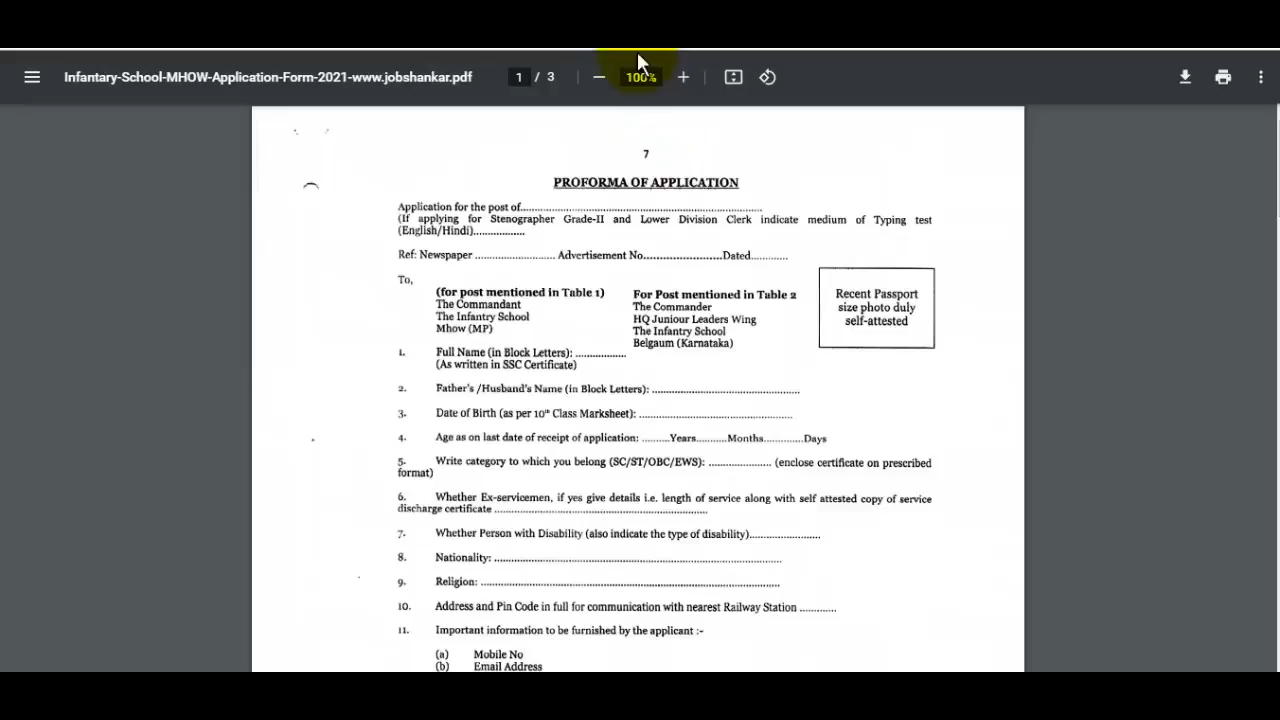 Infantary-School-MHOW-Application-Form-2021-www.jobshankar.pdf 1 / 3 100%
7
PROFORMA OF APPLICATION
Application for the post of......................................................................................
(If applying for Stenographer Grade-II and Lower Division Clerk indicate medium of Typing test
(English/Hindi)..................
Ref: Newspaper ........................... Advertisement No...........................Dated.............
To,
(for post mentioned in Table 1)
The Commandant
The Infantry School
Mhow (MP)
For Post mentioned in Table 2
The Commander
HQ Juniour Leaders Wing
The Infantry School
Belgaum (Karnataka)
Recent Passport
size photo duly
self-attested
1. Full Name (in Block Letters): ..................
(As written in SSC Certificate)
2. Father's /Husband's Name (in Block Letters): ....................................................
3. Date of Birth (as per 10th Class Marksheet): ....................................................
4. Age as on last date of receipt of application: .........Years..........Months.............Days
5. Write category to which you belong (SC/ST/OBC/EWS): ..................... (enclose certificate on prescribed
format)
6. Whether Ex-servicemen, if yes give details i.e. length of service along with self attested copy of service
discharge certificate ........................................................................
7. Whether Person with Disability (also indicate the type of disability)........................
8. Nationality: ..................................................................................................
9. Religion: .....................................................................................................
10. Address and Pin Code in full for communication with nearest Railway Station ............
11. Important information to be furnished by the applicant :-
(a) Mobile No
(b) Email Address